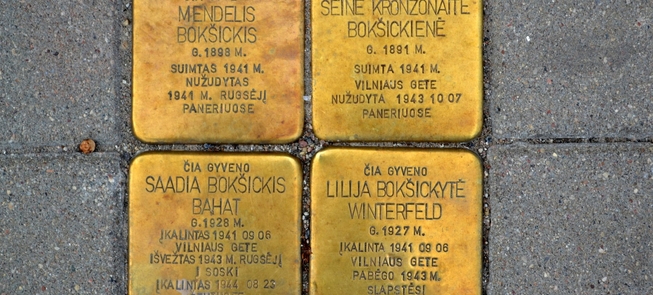 MENDELIS
BOKŠICKIS
G. 1898 M.
SUIMTAS 1941 M.
NUŽUDYTAS
1941 M. RUGSĖJĮ
PANERIUOSE
SEINE KRONZONAITĖ
BOKŠICKIENĖ
G. 1891 M.
SUIMTA 1941 M.
VILNIAUS GETE
NUŽUDYTA 1943 10 07
PANERIUOSE
ČIA GYVENO
SAADIA BOKŠICKIS
BAHAT
G. 1928 M.
ĮKALINTAS 1941 09 06
VILNIAUS GETE
IŠVEŽTAS 1943 M. RUGSĖJĮ
Į SOSKI
ĮKALINTAS 1944 08 23
ČIA GYVENO
LILIJA BOKŠICKYTĖ
WINTERFELD
G. 1927 M.
ĮKALINTA 1941 09 06
VILNIAUS GETE
PABĖGO 1943 M.
SLAPSTĖSI